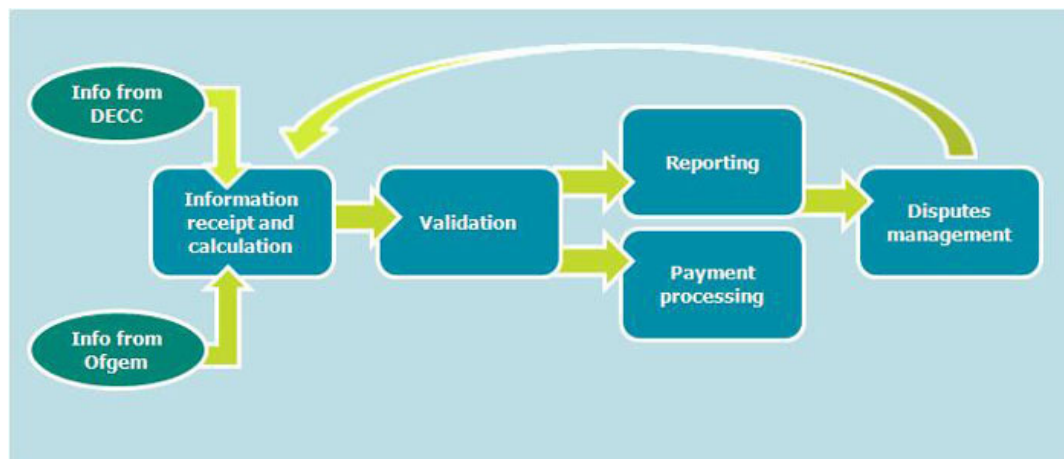 Info from
DECC
Information
receipt and
calculation
Info from
Ofgem
Validation
Reporting
Payment
processing
Disputes
management